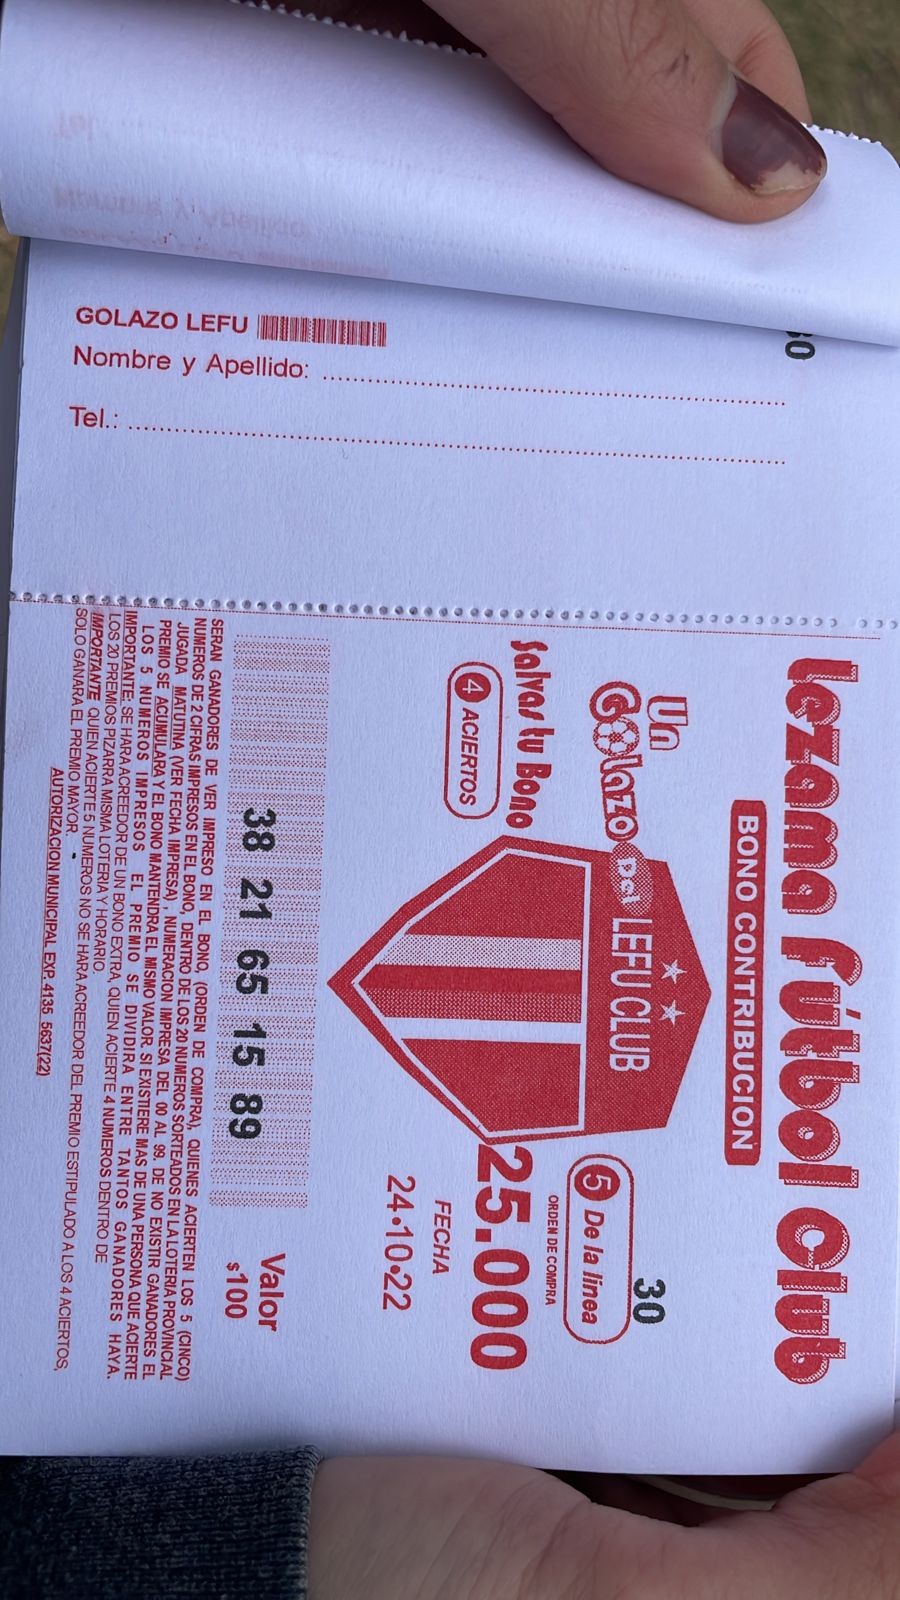 GOLAZO LEFU
Nombre y Apellido:
Tel.:
30
Lezama Fútbol Club
BONO CONTRIBUCION
Un
Golazo
Del
LEFU CLUB
Salvas tu Bono
4 ACIERTOS
30
5 De la linea
ORDEN DE COMPRA
25.000
FECHA
24•10•22
38 21 65 15 89
Valor
$100
SERAN GANADORES DE VER IMPRESO EN EL BONO, (ORDEN DE COMPRA), QUIENES ACIERTEN LOS 5 (CINCO)
NUMEROS DE 2 CIFRAS IMPRESOS EN EL BONO, DENTRO DE LOS 20 NUMEROS SORTEADOS EN LA LOTERIA PROVINCIAL
JUGADA MATUTINA (VER FECHA IMPRESA), NUMERACION IMPRESA DEL 00 AL 99. DE NO EXISTIR GANADORES EL
PREMIO SE ACUMULARA Y EL BONO MANTENDRA EL MISMO VALOR. SI EXISTIERE MAS DE UNA PERSONA QUE ACIERTE
LOS 5 NUMEROS IMPRESOS EL PREMIO SE DIVIDIRA ENTRE TANTOS GANADORES HAYA.
IMPORTANTE: SE HARA ACREEDOR DE UN BONO EXTRA, QUIEN ACIERTE 4 NUMEROS DENTRO DE
LOS 20 PREMIOS PIZARRA MISMA LOTERIA Y HORARIO.
IMPORTANTE: QUIEN ACIERTE 5 NUMEROS NO SE HARA ACREEDOR DEL PREMIO ESTIPULADO A LOS 4 ACIERTOS,
SOLO GANARA EL PREMIO MAYOR.
AUTORIZACION MUNICIPAL EXP. 4135 5637(22)